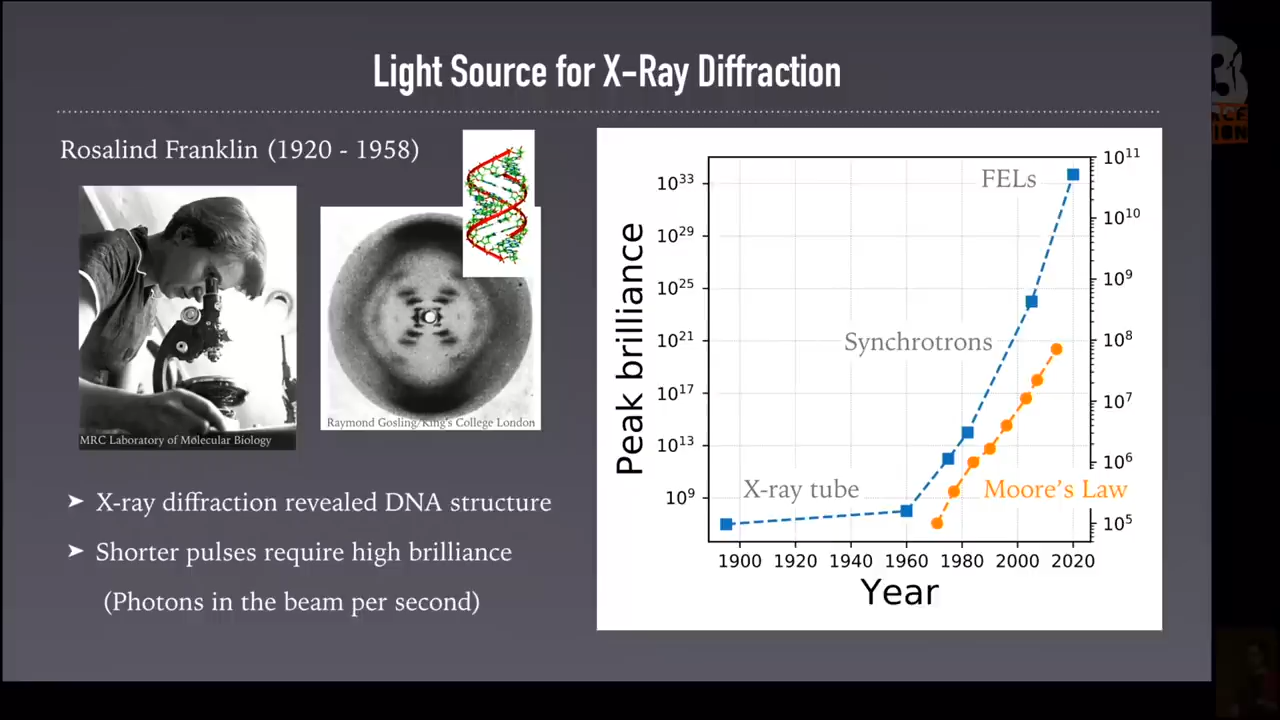 Light Source for X-Ray Diffraction
Rosalind Franklin (1920 - 1958)
MRC Laboratory of Molecular Biology
Raymond Gosling/King's College London
➤ X-ray diffraction revealed DNA structure
➤ Shorter pulses require high brilliance
(Photons in the beam per second)
Peak brilliance
10³³
10²⁹
10²⁵
10²¹
10¹⁷
10¹³
10⁹
FELs
Synchrotrons
X-ray tube
Moore's Law
10¹¹
10¹⁰
10⁹
10⁸
10⁷
10⁶
10⁵
1900 1920 1940 1960 1980 2000 2020
Year